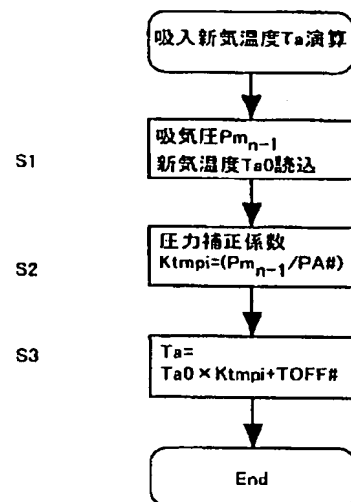 吸入新気温度Ta演算
S1
吸気圧Pmn-1
新気温度Ta0読込
S2
圧力補正係数
Ktmpi=(Pmn-1/PA#)
S3
Ta=
Ta0×Ktmpi+TOFF#
End